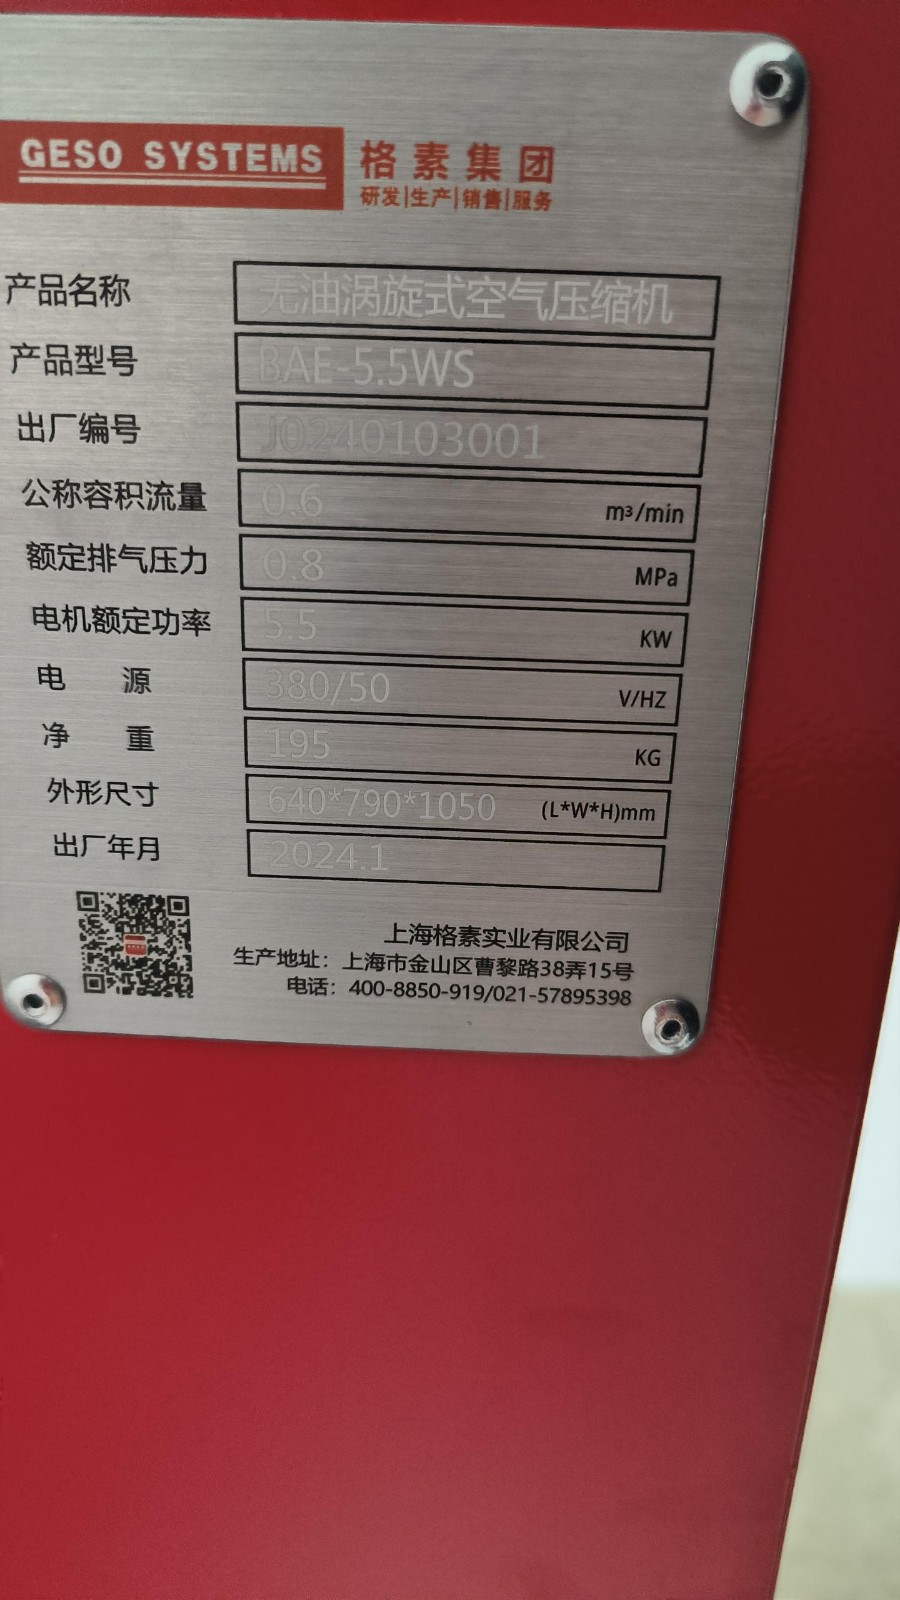 GESO SYSTEMS 格素集团
研发|生产|销售|服务
产品名称 无油涡旋式空气压缩机
产品型号 BAE-5.5WS
出厂编号 J0240103001
公称容积流量 0.6 m³/min
额定排气压力 0.8 MPa
电机额定功率 5.5 KW
电 源 380/50 V/HZ
净 重 195 KG
外形尺寸 640*790*1050 (L*W*H)mm
出厂年月 2024.1
上海格素实业有限公司
生产地址：上海市金山区曹黎路38弄15号
电话：400-8850-919/021-57895398